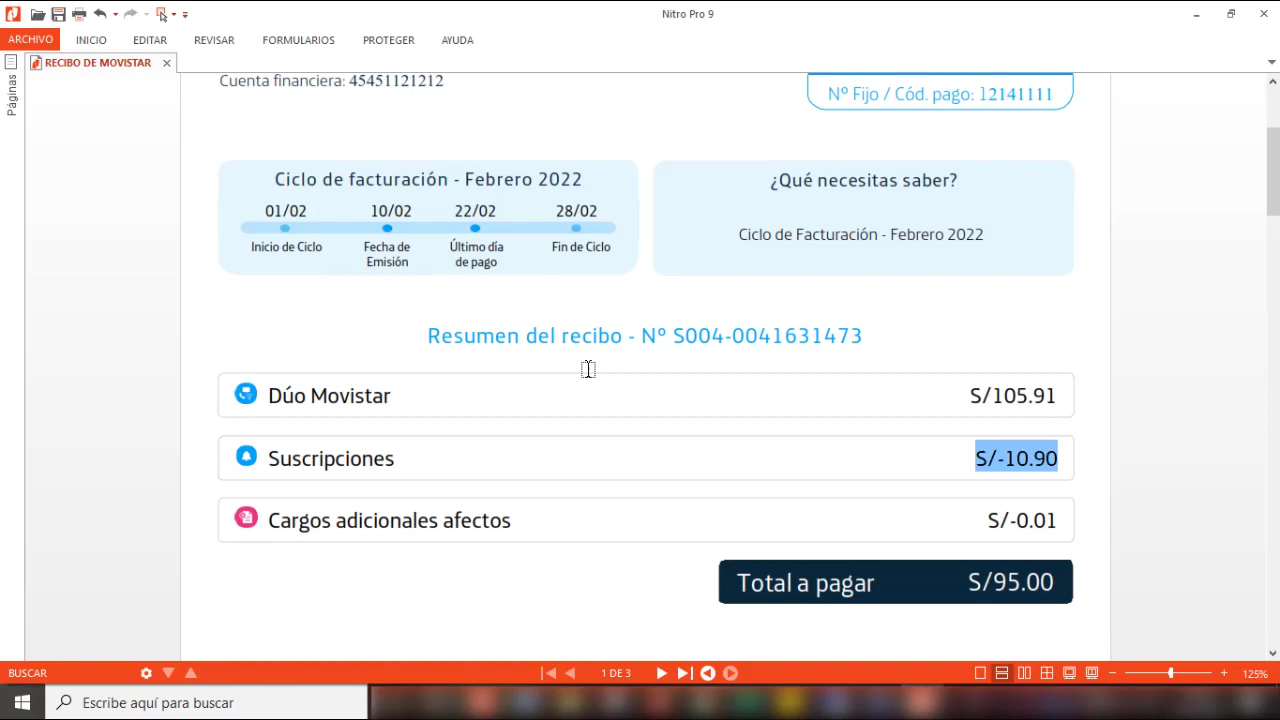 Nitro Pro 9
ARCHIVO INICIO EDITAR REVISAR FORMULARIOS PROTEGER AYUDA
RECIBO DE MOVISTAR
Páginas
Cuenta financiera: 45451121212
Nº Fijo / Cód. pago: 12141111
Ciclo de facturación - Febrero 2022
01/02 10/02 22/02 28/02
Inicio de Ciclo Fecha de Emisión Último día de pago Fin de Ciclo
¿Qué necesitas saber?
Ciclo de Facturación - Febrero 2022
Resumen del recibo - Nº S004-0041631473
Dúo Movistar S/105.91
Suscripciones S/-10.90
Cargos adicionales afectos S/-0.01
Total a pagar S/95.00
BUSCAR 1 DE 3 125%
Escribe aquí para buscar